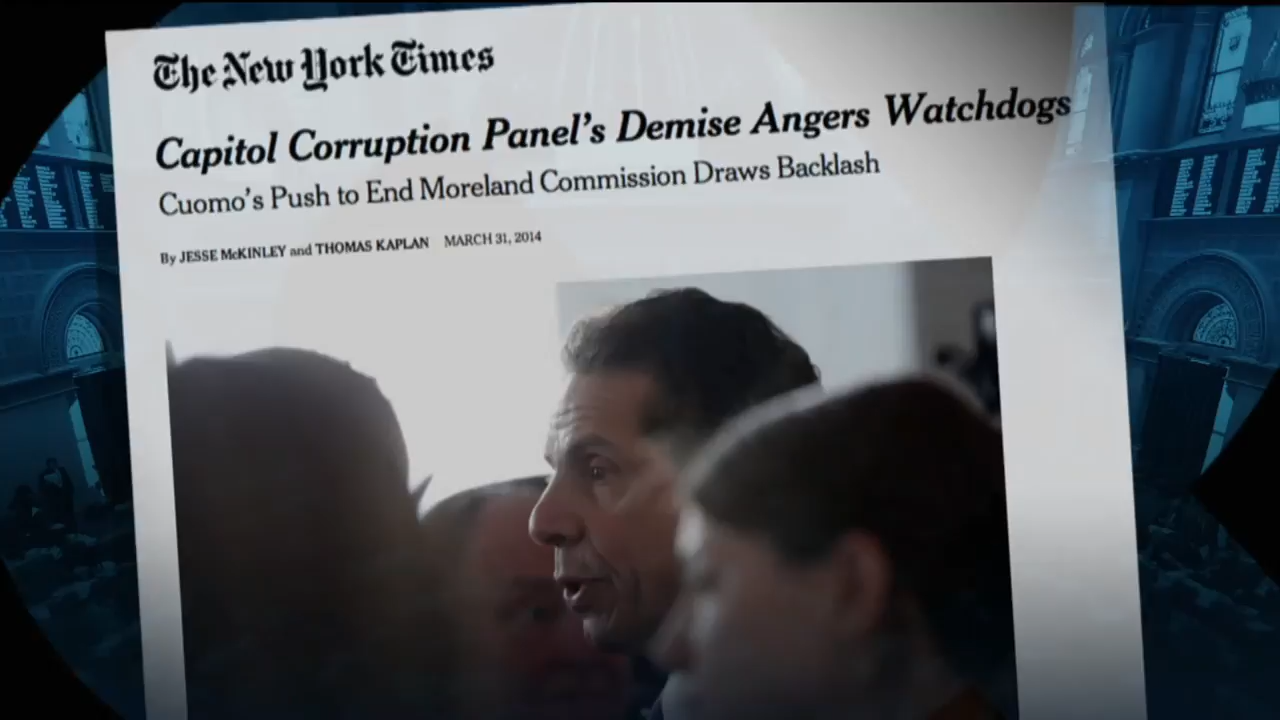 The New York Times
Capitol Corruption Panel's Demise Angers Watchdogs
Cuomo's Push to End Moreland Commission Draws Backlash
By JESSE McKINLEY and THOMAS KAPLAN MARCH 31, 2014